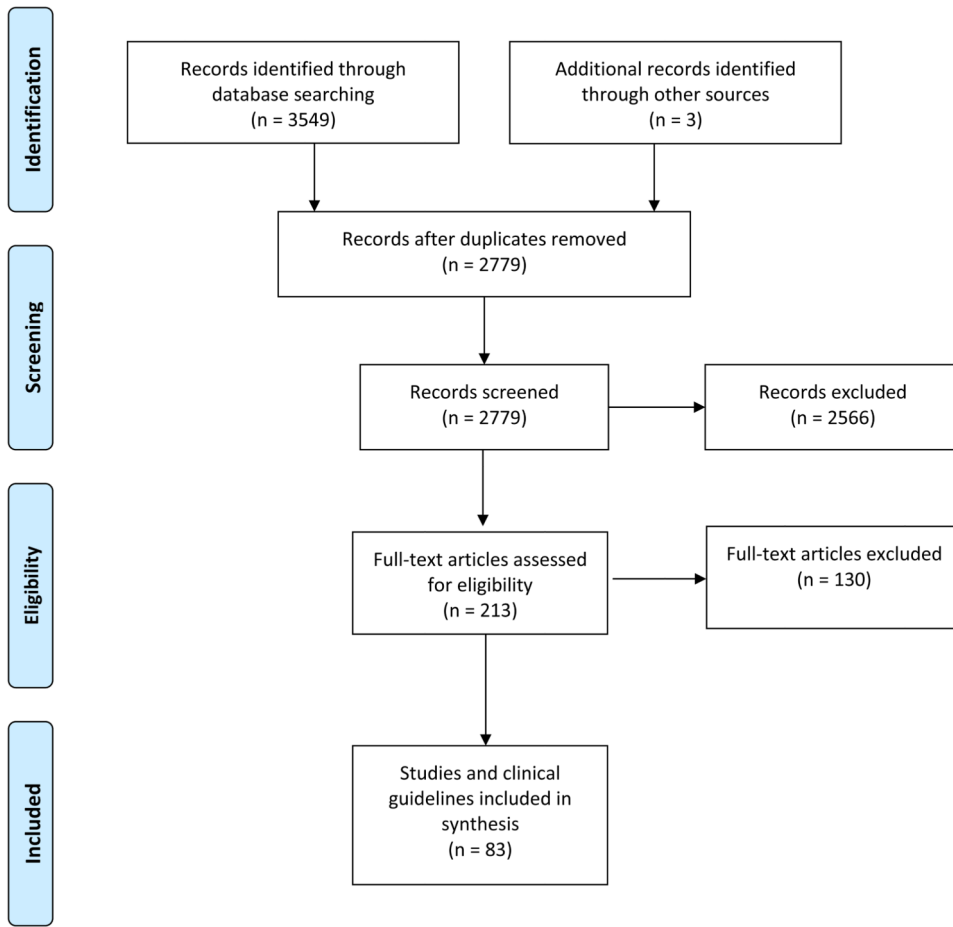 Identification
Records identified through
database searching
(n = 3549)
Additional records identified
through other sources
(n = 3)
Records after duplicates removed
(n = 2779)
Screening
Records screened
(n = 2779)
Records excluded
(n = 2566)
Eligibility
Full-text articles assessed
for eligibility
(n = 213)
Full-text articles excluded
(n = 130)
Included
Studies and clinical
guidelines included in
synthesis
(n = 83)